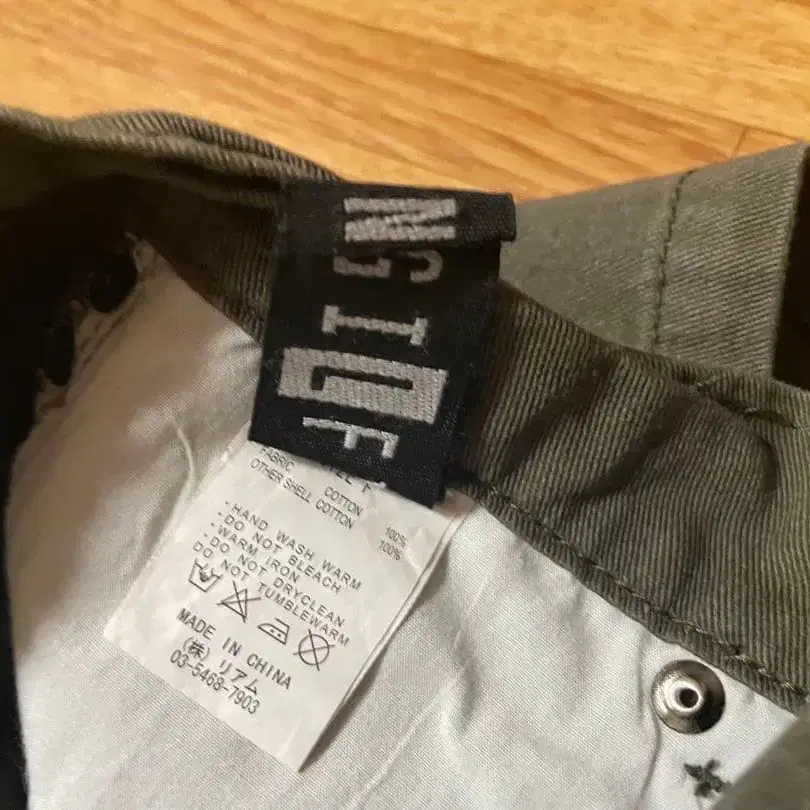 FABRIC COTTON 100%
OTHER SHELL COTTON 100%
- HAND WASH WARM
- DO NOT BLEACH
- WARM IRON
- DO NOT DRYCLEAN
DO NOT TUMBLEWARM
MADE IN CHINA
(株) リアム
03-5468-7903